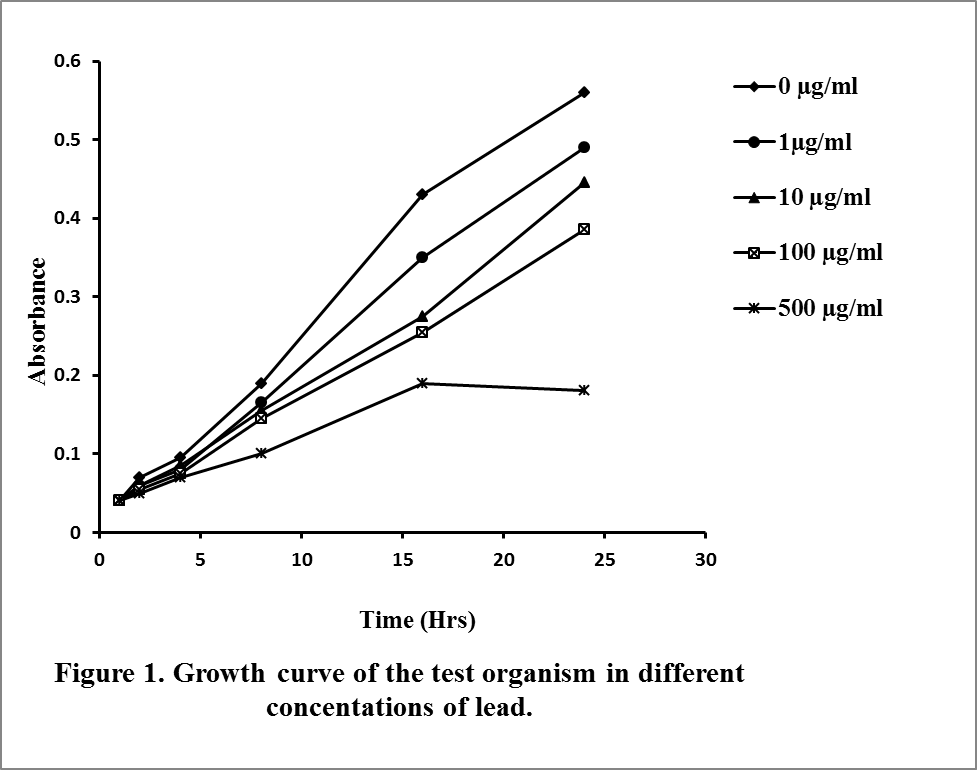 0.6
0.5
0.4
0.3
0.2
0.1
0
0 5 10 15 20 25 30
Absorbance
Time (Hrs)
0 µg/ml
1µg/ml
10 µg/ml
100 µg/ml
500 µg/ml
Figure 1. Growth curve of the test organism in different
concentations of lead.